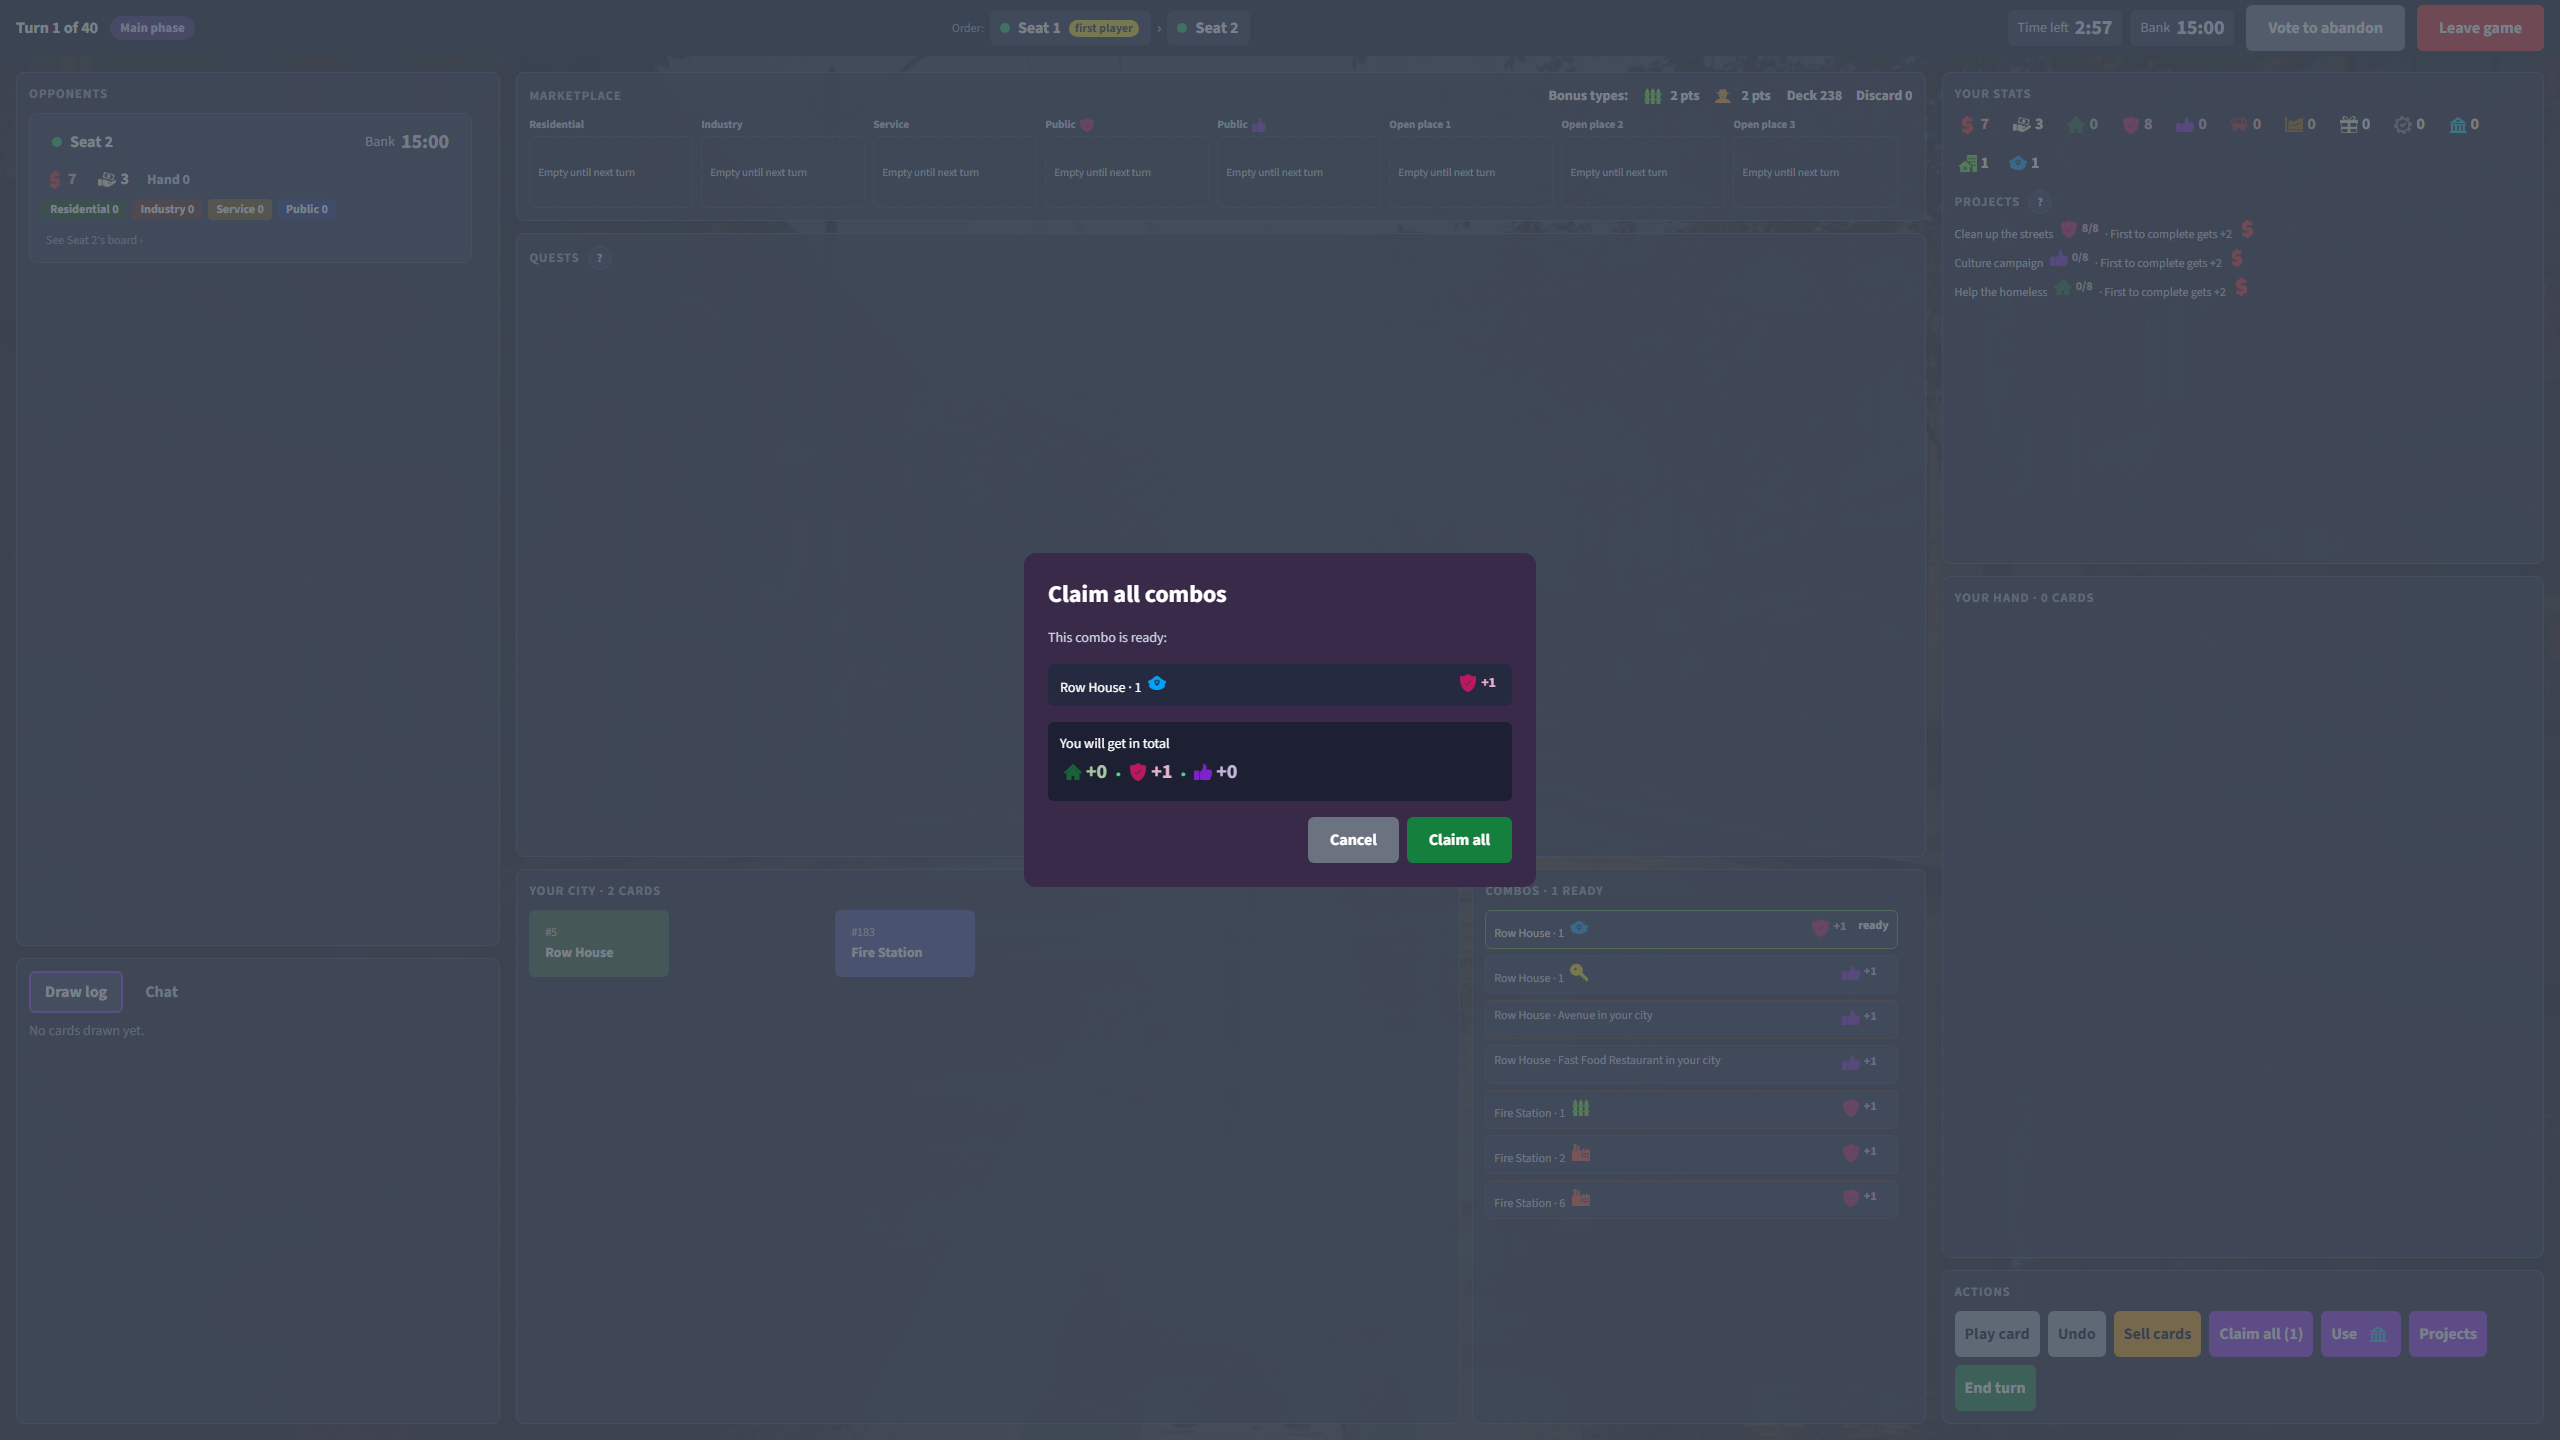 Turn 1 of 40 Main phase
Order: Seat 1 first player › Seat 2
Time left 2:57 Bank 15:00 Vote to abandon Leave game
OPPONENTS
Seat 2 Bank 15:00
7 3 Hand 0
Residential 0 Industry 0 Service 0 Public 0
See Seat 2's board ›
MARKETPLACE
Bonus types: 2 pts 2 pts Deck 238 Discard 0
Residential Industry Service Public Public Open place 1 Open place 2 Open place 3
Empty until next turn Empty until next turn Empty until next turn Empty until next turn Empty until next turn Empty until next turn Empty until next turn Empty until next turn
QUESTS ?
YOUR STATS
7 3 0 8 0 0 0 0 0 0
1 1
PROJECTS ?
Clean up the streets 8/8 · First to complete gets +2
Culture campaign 0/8 · First to complete gets +2
Help the homeless 0/8 · First to complete gets +2
YOUR HAND · 0 CARDS
Claim all combos
This combo is ready:
Row House · 1 +1
You will get in total
+0 · +1 · +0
Cancel Claim all
YOUR CITY · 2 CARDS
#5
Row House
#183
Fire Station
COMBOS · 1 READY
Row House · 1 +1 ready
Row House · 1 +1
Row House · Avenue in your city +1
Row House · Fast Food Restaurant in your city +1
Fire Station · 1 +1
Fire Station · 2 +1
Fire Station · 6 +1
Draw log Chat
No cards drawn yet.
ACTIONS
Play card Undo Sell cards Claim all (1) Use Projects
End turn